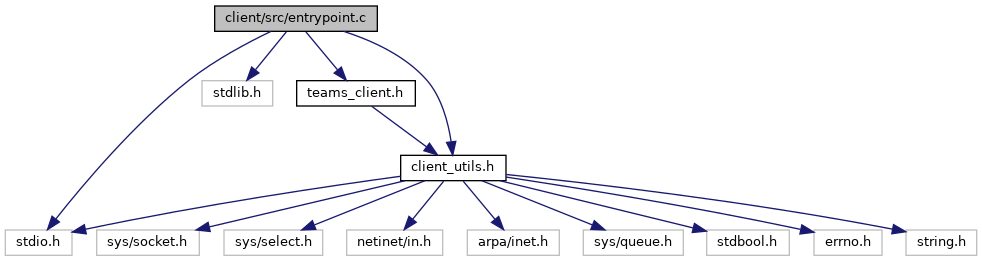 client/src/entrypoint.c
stdlib.h
teams_client.h
client_utils.h
stdio.h
sys/socket.h
sys/select.h
netinet/in.h
arpa/inet.h
sys/queue.h
stdbool.h
errno.h
string.h